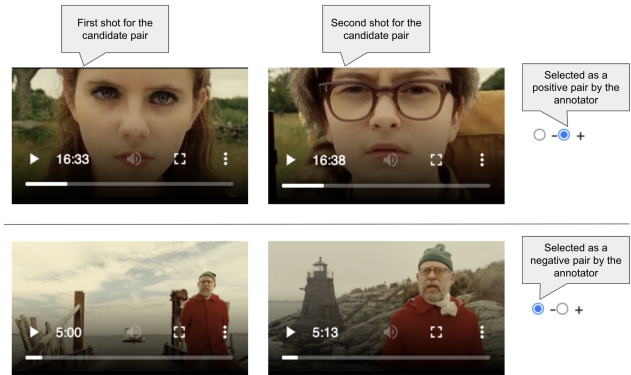 First shot for the
candidate pair
Second shot for the
candidate pair
Selected as a
positive pair by the
annotator
16:33
16:38
- +
Selected as a
negative pair by the
annotator
5:00
5:13
- +